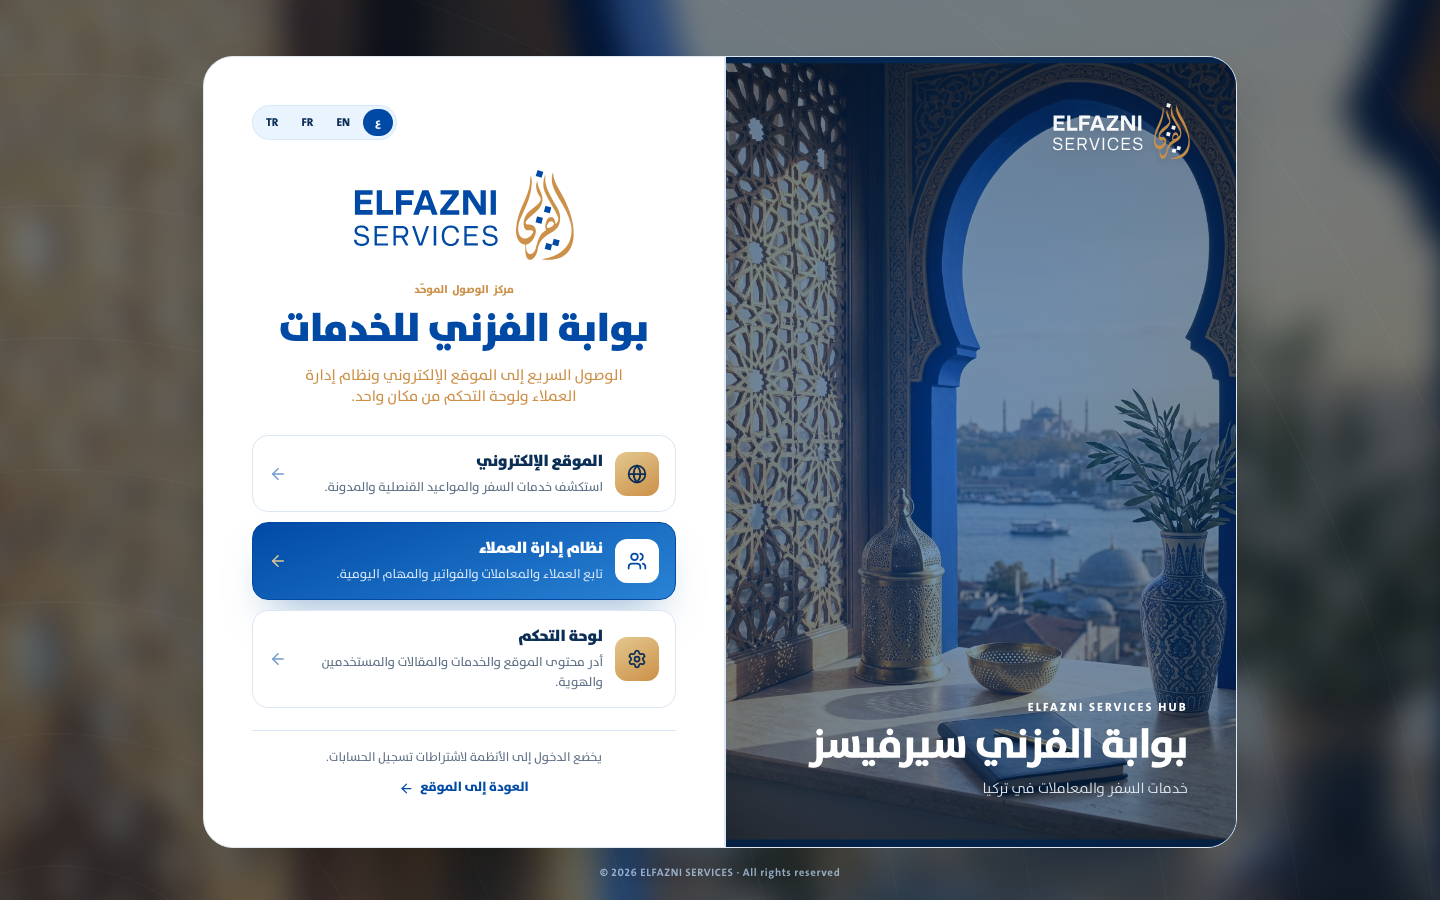 ELFAZNI
SERVICES
ELFAZNI SERVICES HUB
بوابة الفزني سيرفيسز
خدمات السفر والمعاملات في تركيا
ع
EN
FR
TR
ELFAZNI
SERVICES
الفزني
مركز الوصول الموحّد
بوابة الفزني للخدمات
الوصول السريع إلى الموقع الإلكتروني ونظام إدارة
العملاء ولوحة التحكم من مكان واحد.
الموقع الإلكتروني
استكشف خدمات السفر والمواعيد القنصلية والمدونة.
نظام إدارة العملاء
تابع العملاء والمعاملات والفواتير والمهام اليومية.
لوحة التحكم
أدر محتوى الموقع والخدمات والمقالات والمستخدمين
والهوية.
يخضع الدخول إلى الأنظمة لاشتراطات تسجيل الحسابات.
العودة إلى الموقع
© 2026 ELFAZNI SERVICES · All rights reserved